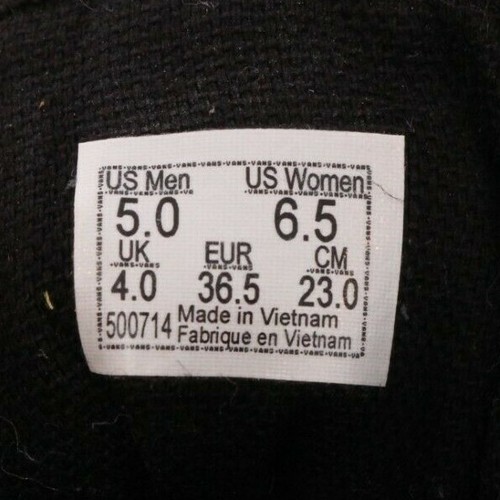 US Men US Women
5.0 6.5
UK EUR CM
4.0 36.5 23.0
500714 Made in Vietnam
Fabrique en Vietnam